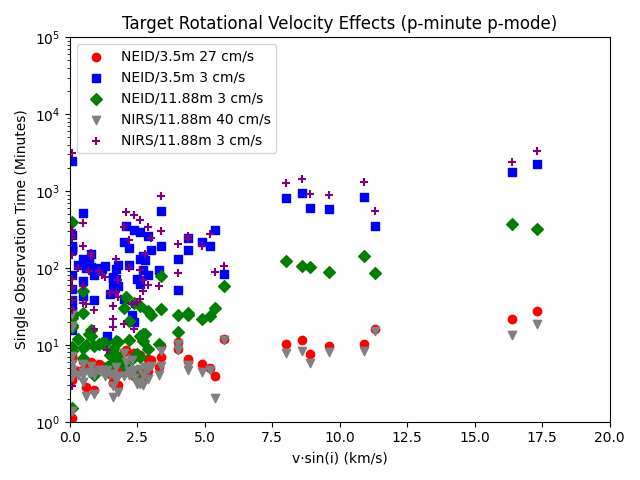 Target Rotational Velocity Effects (p-minute p-mode)
10^5
10^4
10^3
10^2
10^1
10^0
Single Observation Time (Minutes)
NEID/3.5m 27 cm/s
NEID/3.5m 3 cm/s
NEID/11.88m 3 cm/s
NIRS/11.88m 40 cm/s
NIRS/11.88m 3 cm/s
0.0 2.5 5.0 7.5 10.0 12.5 15.0 17.5 20.0
v·sin(i) (km/s)